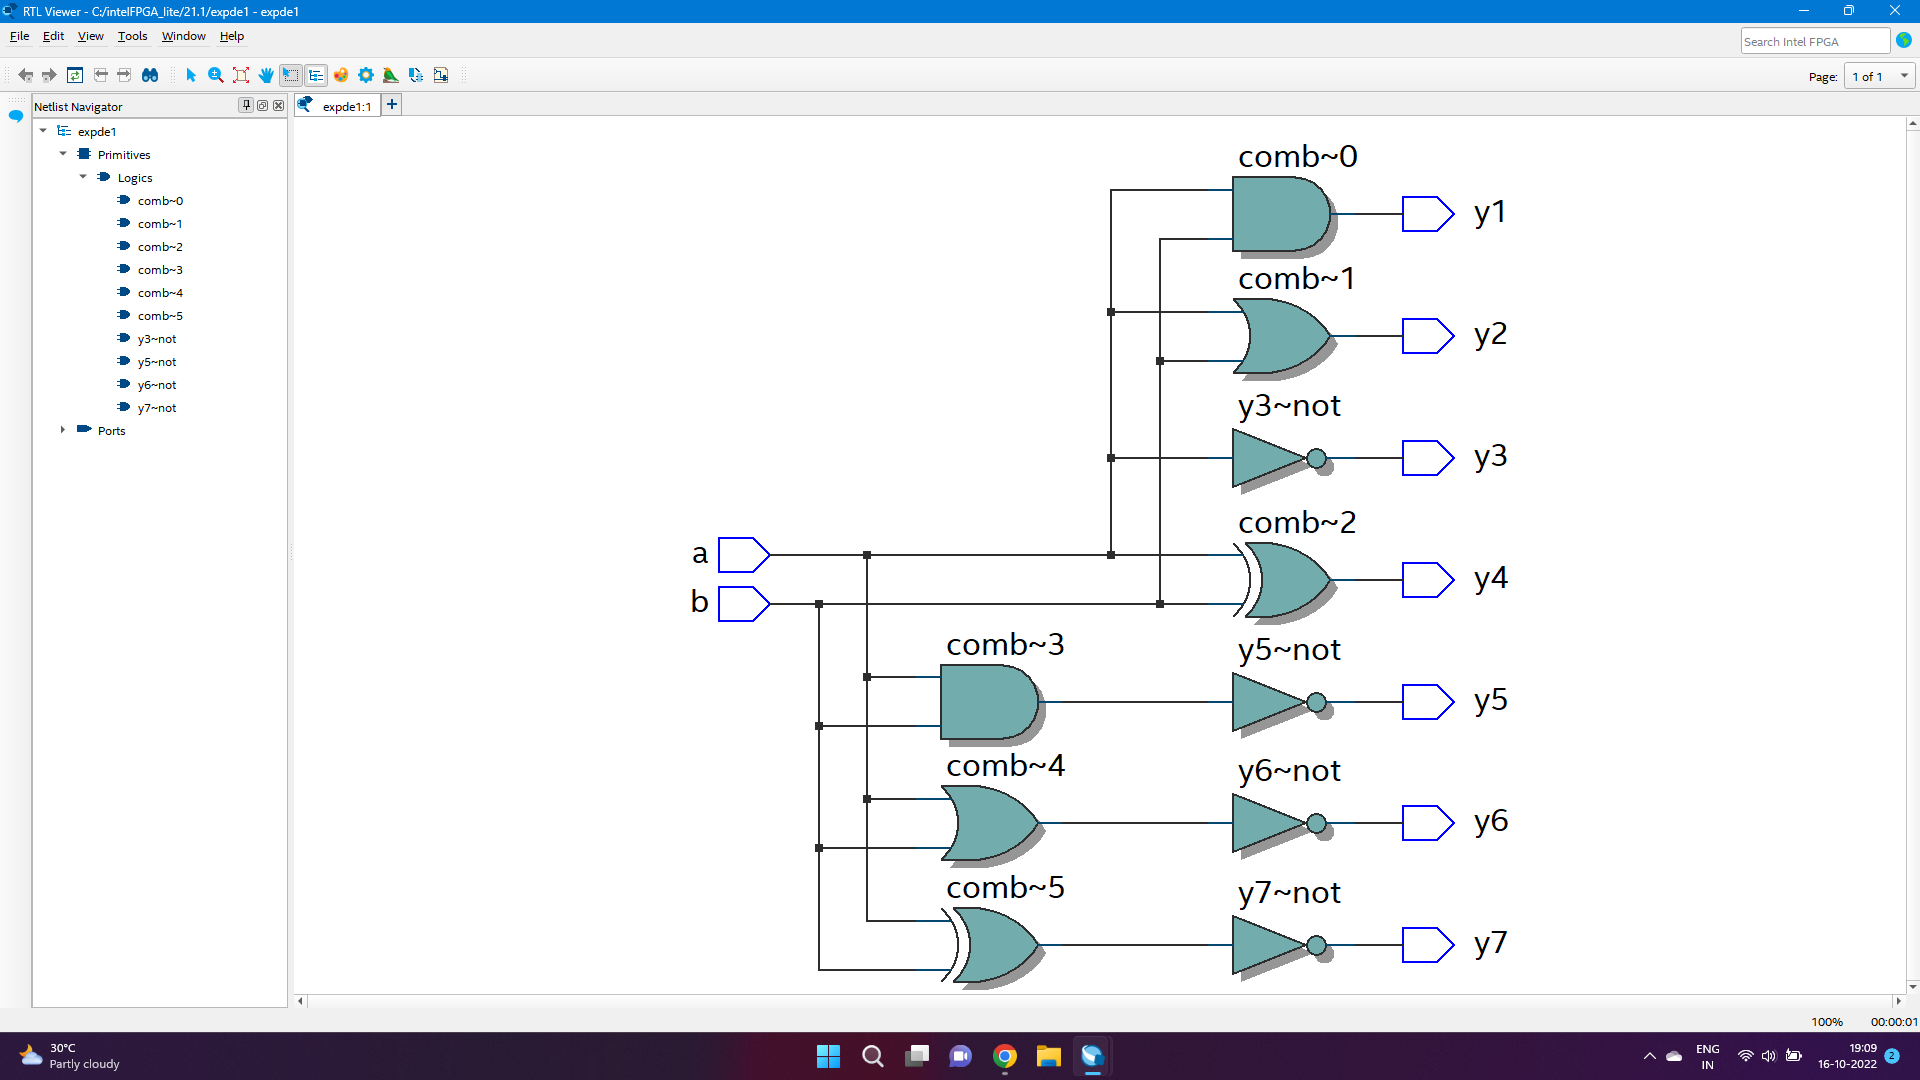 RTL Viewer - C:/intelFPGA_lite/21.1/expde1 - expde1
File Edit View Tools Window Help
Search Intel FPGA
Page: 1 of 1
Netlist Navigator
expde1:1
expde1
Primitives
Logics
comb~0
comb~1
comb~2
comb~3
comb~4
comb~5
y3~not
y5~not
y6~not
y7~not
Ports
comb~0
y1
comb~1
y2
y3~not
y3
comb~2
a
y4
b
comb~3
y5~not
y5
comb~4
y6~not
y6
comb~5
y7~not
y7
100% 00:00:01
30°C
Partly cloudy
ENG
IN
19:09
16-10-2022
2